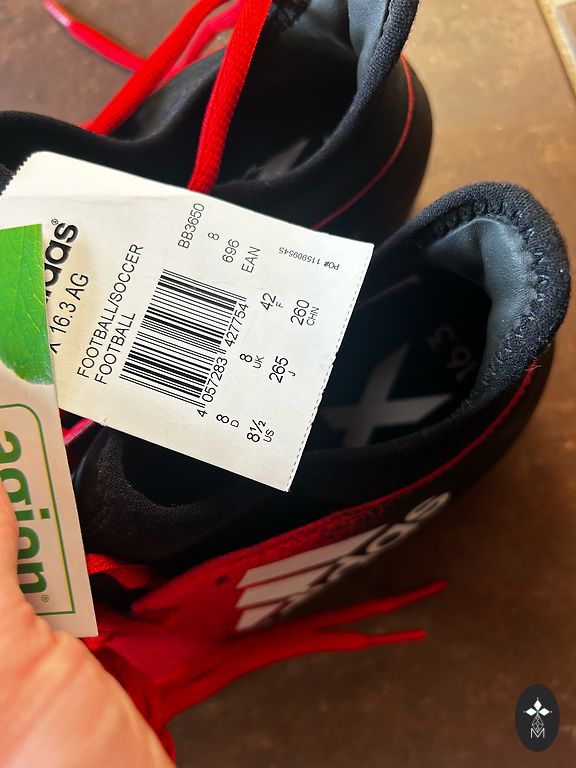 adidas
X 16.3 AG
FOOTBALL/SOCCER
FOOTBALL
BB3650
8
696
EAN
PO# 115909545
4 057283 427754
8
D
8
UK
42
F
8½
US
265
J
260
CHN
agion®
X
16.3
adidas
M